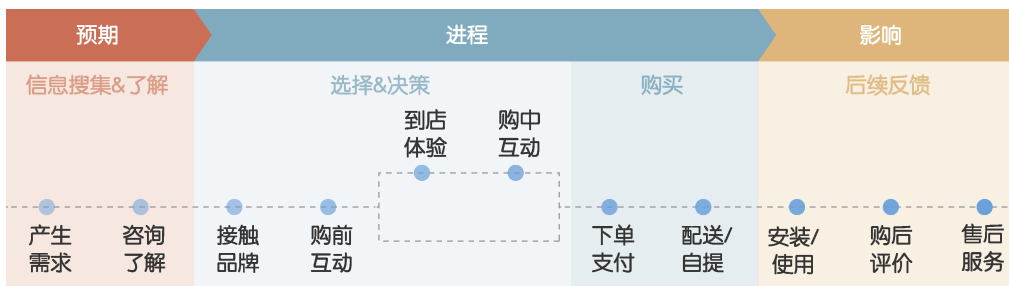 预期
进程
影响
信息搜集&了解
选择&决策
购买
后续反馈
到店
体验
购中
互动
产生
需求
咨询
了解
接触
品牌
购前
互动
下单
支付
配送/
自提
安装/
使用
购后
评价
售后
服务